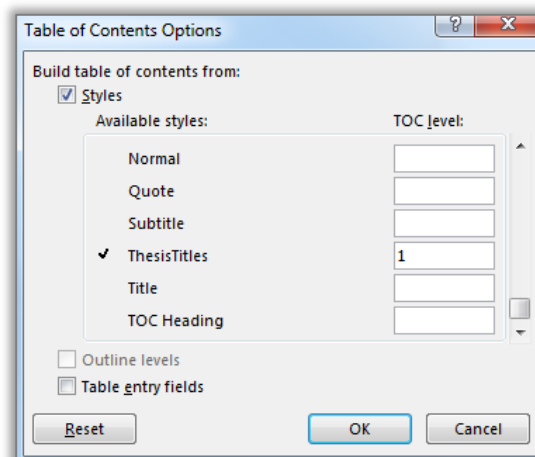 Table of Contents Options
Build table of contents from:
Styles
Available styles: TOC level:
Normal
Quote
Subtitle
ThesisTitles 1
Title
TOC Heading
Outline levels
Table entry fields
Reset OK Cancel